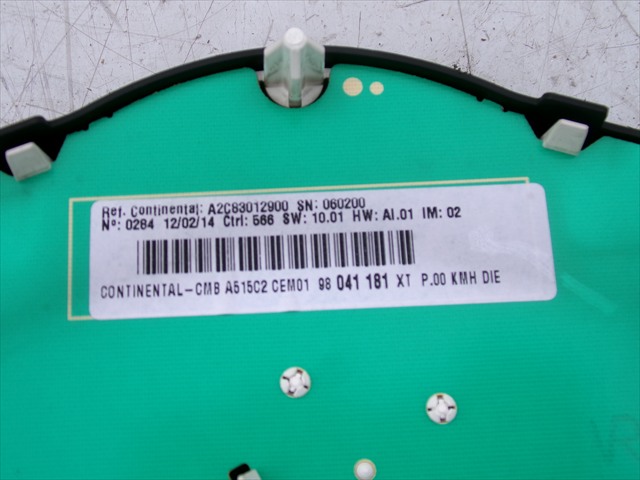 Ref. Continental: A2C83012900 SN: 060200
Nº: 0284 12/02/14 Ctrl: 566 SW: 10.01 HW: AI.01 IM: 02
CONTINENTAL-CMB A515C2 CEM01 98 041 181 XT P.00 KMH DIE